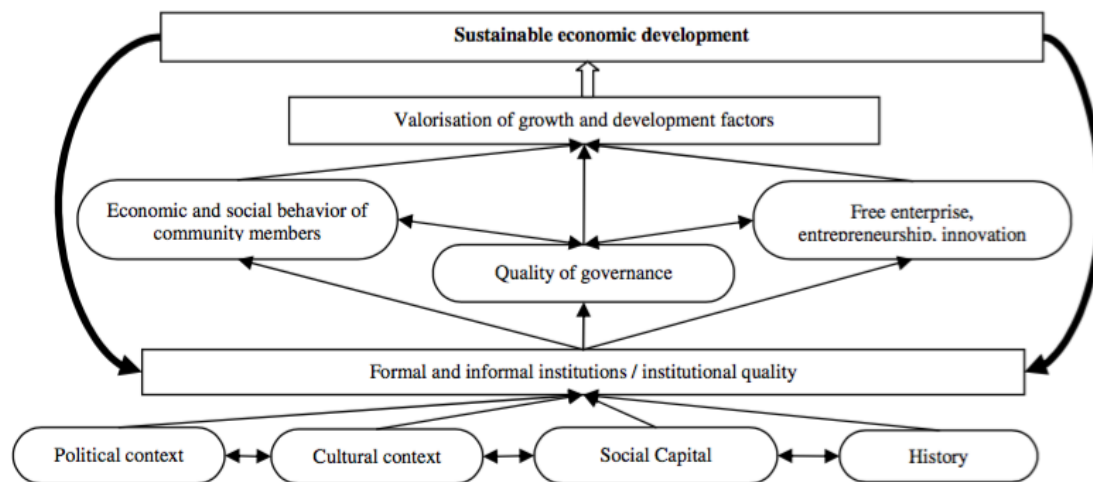 Sustainable economic development
Valorisation of growth and development factors
Economic and social behavior of
community members
Free enterprise,
entrepreneurship, innovation
Quality of governance
Formal and informal institutions / institutional quality
Political context
Cultural context
Social Capital
History